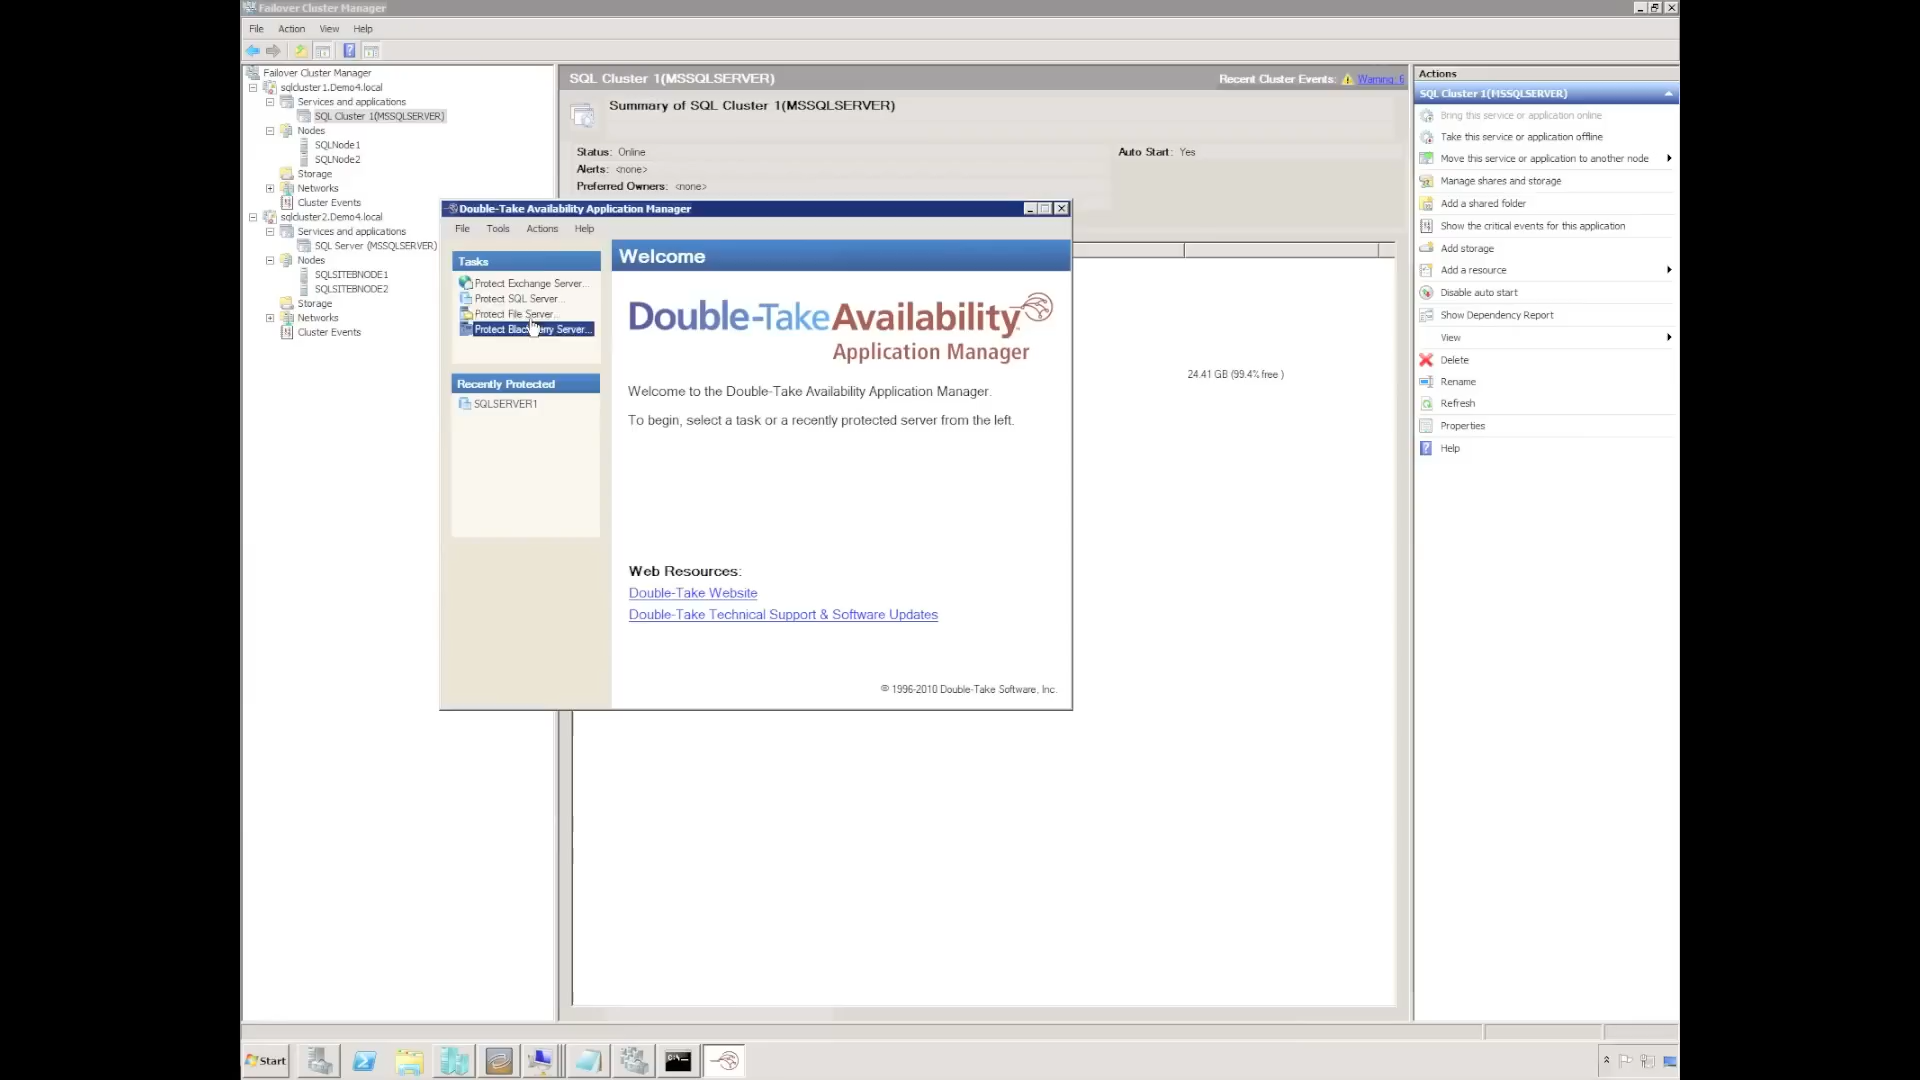 Failover Cluster Manager
File Action View Help
Failover Cluster Manager
sqlcluster1.Demo4.local
Services and applications
SQL Cluster 1(MSSQLSERVER)
Nodes
SQLNode1
SQLNode2
Storage
Networks
Cluster Events
sqlcluster2.Demo4.local
Services and applications
SQL Server (MSSQLSERVER)
Nodes
SQLSITEBNODE1
SQLSITEBNODE2
Storage
Networks
Cluster Events
SQL Cluster 1(MSSQLSERVER)
Recent Cluster Events: Warning: 6
Summary of SQL Cluster 1(MSSQLSERVER)
Status: Online
Auto Start: Yes
Alerts: <none>
Preferred Owners: <none>
24.41 GB (99.4% free )
Double-Take Availability Application Manager
File Tools Actions Help
Tasks
Protect Exchange Server...
Protect SQL Server...
Protect File Server...
Protect BlackBerry Server...
Recently Protected
SQLSERVER1
Welcome
Double-Take Availability
Application Manager
Welcome to the Double-Take Availability Application Manager.
To begin, select a task or a recently protected server from the left.
Web Resources:
Double-Take Website
Double-Take Technical Support & Software Updates
© 1996-2010 Double-Take Software, Inc.
Actions
SQL Cluster 1(MSSQLSERVER)
Bring this service or application online
Take this service or application offline
Move this service or application to another node
Manage shares and storage
Add a shared folder
Show the critical events for this application
Add storage
Add a resource
Disable auto start
Show Dependency Report
View
Delete
Rename
Refresh
Properties
Help
Start